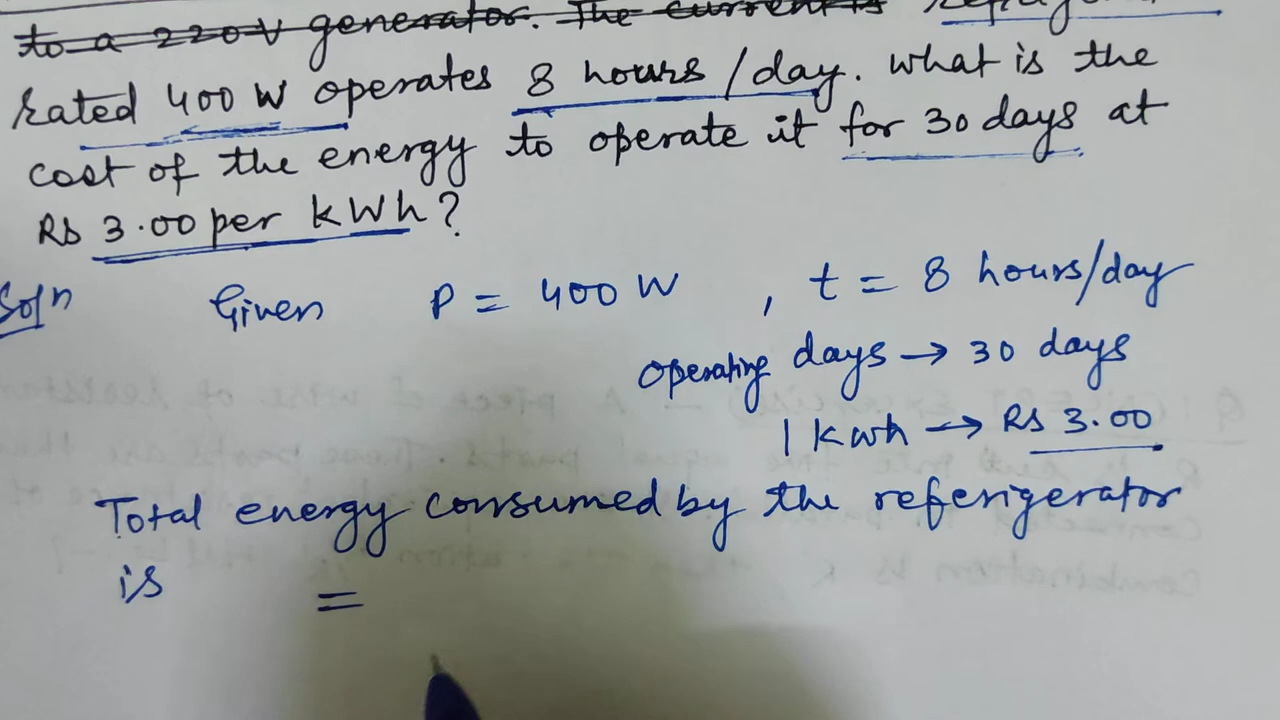 to a 220V generator. The current is
rated 400 W operates 8 hours/day. what is the
cost of the energy to operate it for 30 days at
Rs 3.00 per kWh?
Soln Given P = 400 W , t = 8 hours/day
operating days → 30 days
1 kwh → Rs 3.00
Total energy consumed by the referigerator
is =